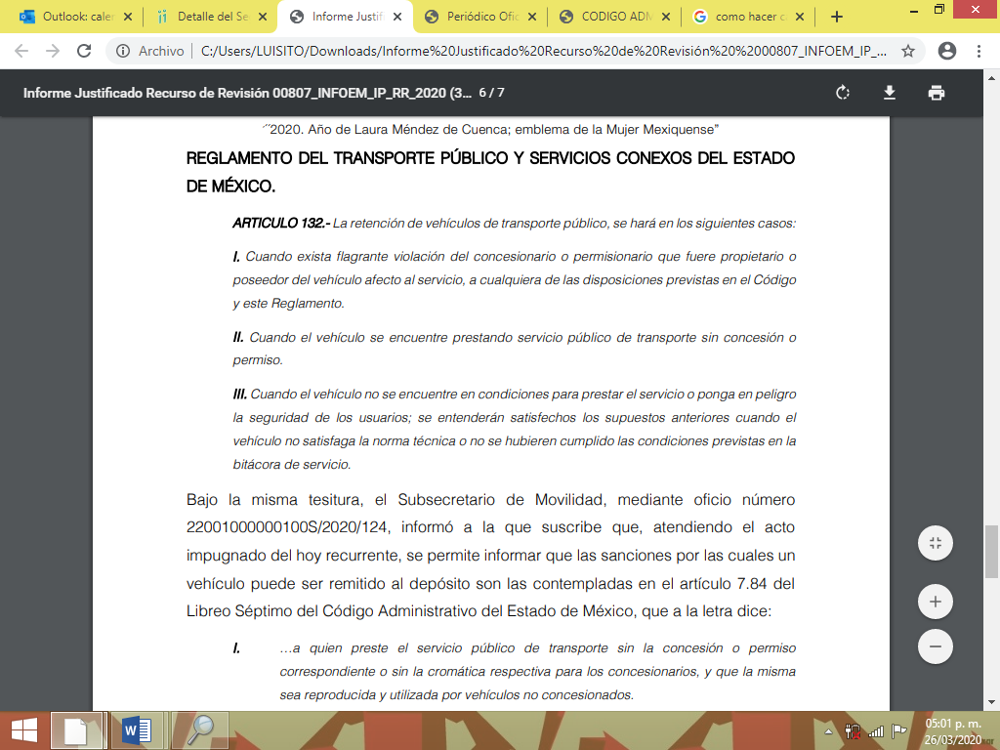 Outlook: caler
Detalle del Se
Informe Justif
Periódico Ofic
CODIGO ADM
como hacer c
Archivo
C:/Users/LUISITO/Downloads/Informe%20Justificado%20Recurso%20de%20Revisión%20%2000807_INFOEM_IP_...
Informe Justificado Recurso de Revisión 00807_INFOEM_IP_RR_2020 (3... 6 / 7
´´2020. Año de Laura Méndez de Cuenca; emblema de la Mujer Mexiquense”
REGLAMENTO DEL TRANSPORTE PÚBLICO Y SERVICIOS CONEXOS DEL ESTADO
DE MÉXICO.
ARTICULO 132.- La retención de vehículos de transporte público, se hará en los siguientes casos:
I. Cuando exista flagrante violación del concesionario o permisionario que fuere propietario o
poseedor del vehículo afecto al servicio, a cualquiera de las disposiciones previstas en el Código
y este Reglamento.
II. Cuando el vehículo se encuentre prestando servicio público de transporte sin concesión o
permiso.
III. Cuando el vehículo no se encuentre en condiciones para prestar el servicio o ponga en peligro
la seguridad de los usuarios; se entenderán satisfechos los supuestos anteriores cuando el
vehículo no satisfaga la norma técnica o no se hubieren cumplido las condiciones previstas en la
bitácora de servicio.
Bajo la misma tesitura, el Subsecretario de Movilidad, mediante oficio número
22001000000100S/2020/124, informó a la que suscribe que, atendiendo el acto
impugnado del hoy recurrente, se permite informar que las sanciones por las cuales un
vehículo puede ser remitido al depósito son las contempladas en el artículo 7.84 del
Libreo Séptimo del Código Administrativo del Estado de México, que a la letra dice:
I. …a quien preste el servicio público de transporte sin la concesión o permiso
correspondiente o sin la cromática respectiva para los concesionarios, y que la misma
sea reproducida y utilizada por vehículos no concesionados.
05:01 p. m.
26/03/2020